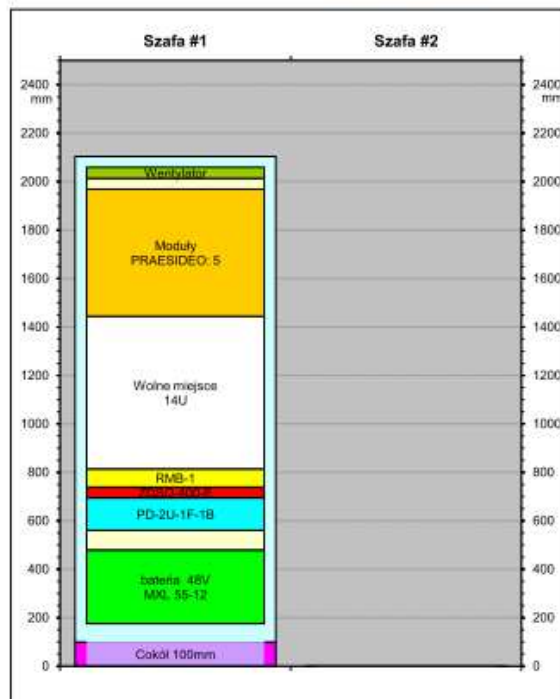 Szafa #1 Szafa #2
2400 2400
mm mm
2200 2200
Wentylator
2000 2000
1800 1800
Moduły
PRAESIDEO: 5
1600 1600
1400 1400
1200 1200
Wolne miejsce
14U
1000 1000
800 800
RMB-1
PD-2U-1F-1B
600 600
400 400
bateria 48V
MXL 55-12
200 200
Cokół 100mm
0 0